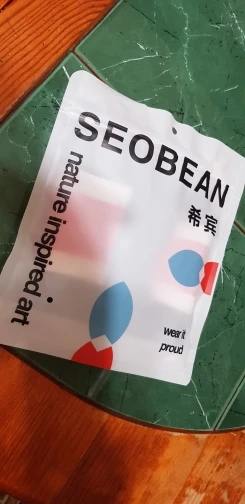 SEOBEAN
希宾
nature inspired art
wear it
proud